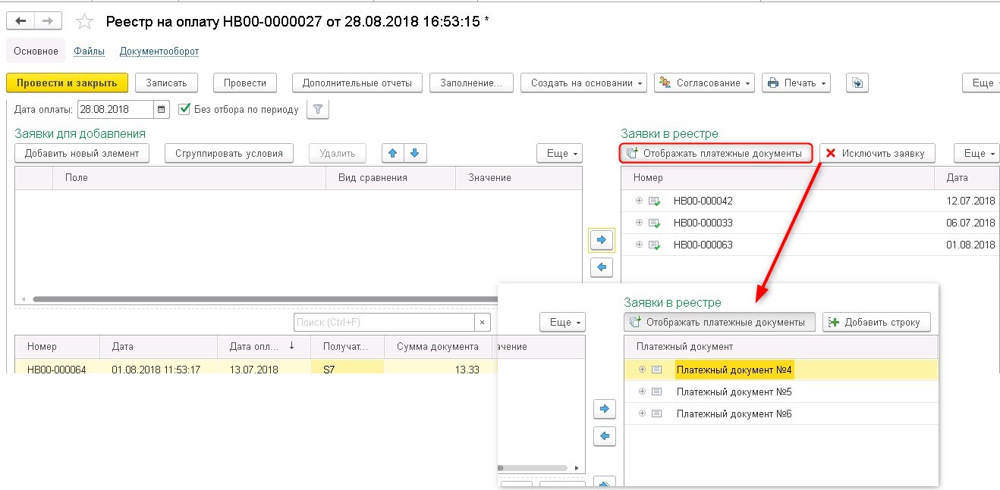 Реестр на оплату НВ00-0000027 от 28.08.2018 16:53:15 *
Основное Файлы Документооборот
Провести и закрыть Записать Провести Дополнительные отчеты Заполнение... Создать на основании Согласование Печать Еще
Дата оплаты: 28.08.2018 Без отбора по периоду
Заявки для добавления Заявки в реестре
Добавить новый элемент Сгруппировать условия Удалить Еще Отображать платежные документы Исключить заявку Еще
Поле Вид сравнения Значение Номер Дата
НВ00-000042 12.07.2018
НВ00-000033 06.07.2018
НВ00-000063 01.08.2018
Заявки в реестре
Поиск (Ctrl+F) × Еще Отображать платежные документы Добавить строку
Номер Дата Дата опл... ↓ Получат... Сумма документа ачение Платежный документ
НВ00-000064 01.08.2018 11:53:17 13.07.2018 S7 13.33 Платежный документ №4
Платежный документ №5
Платежный документ №6